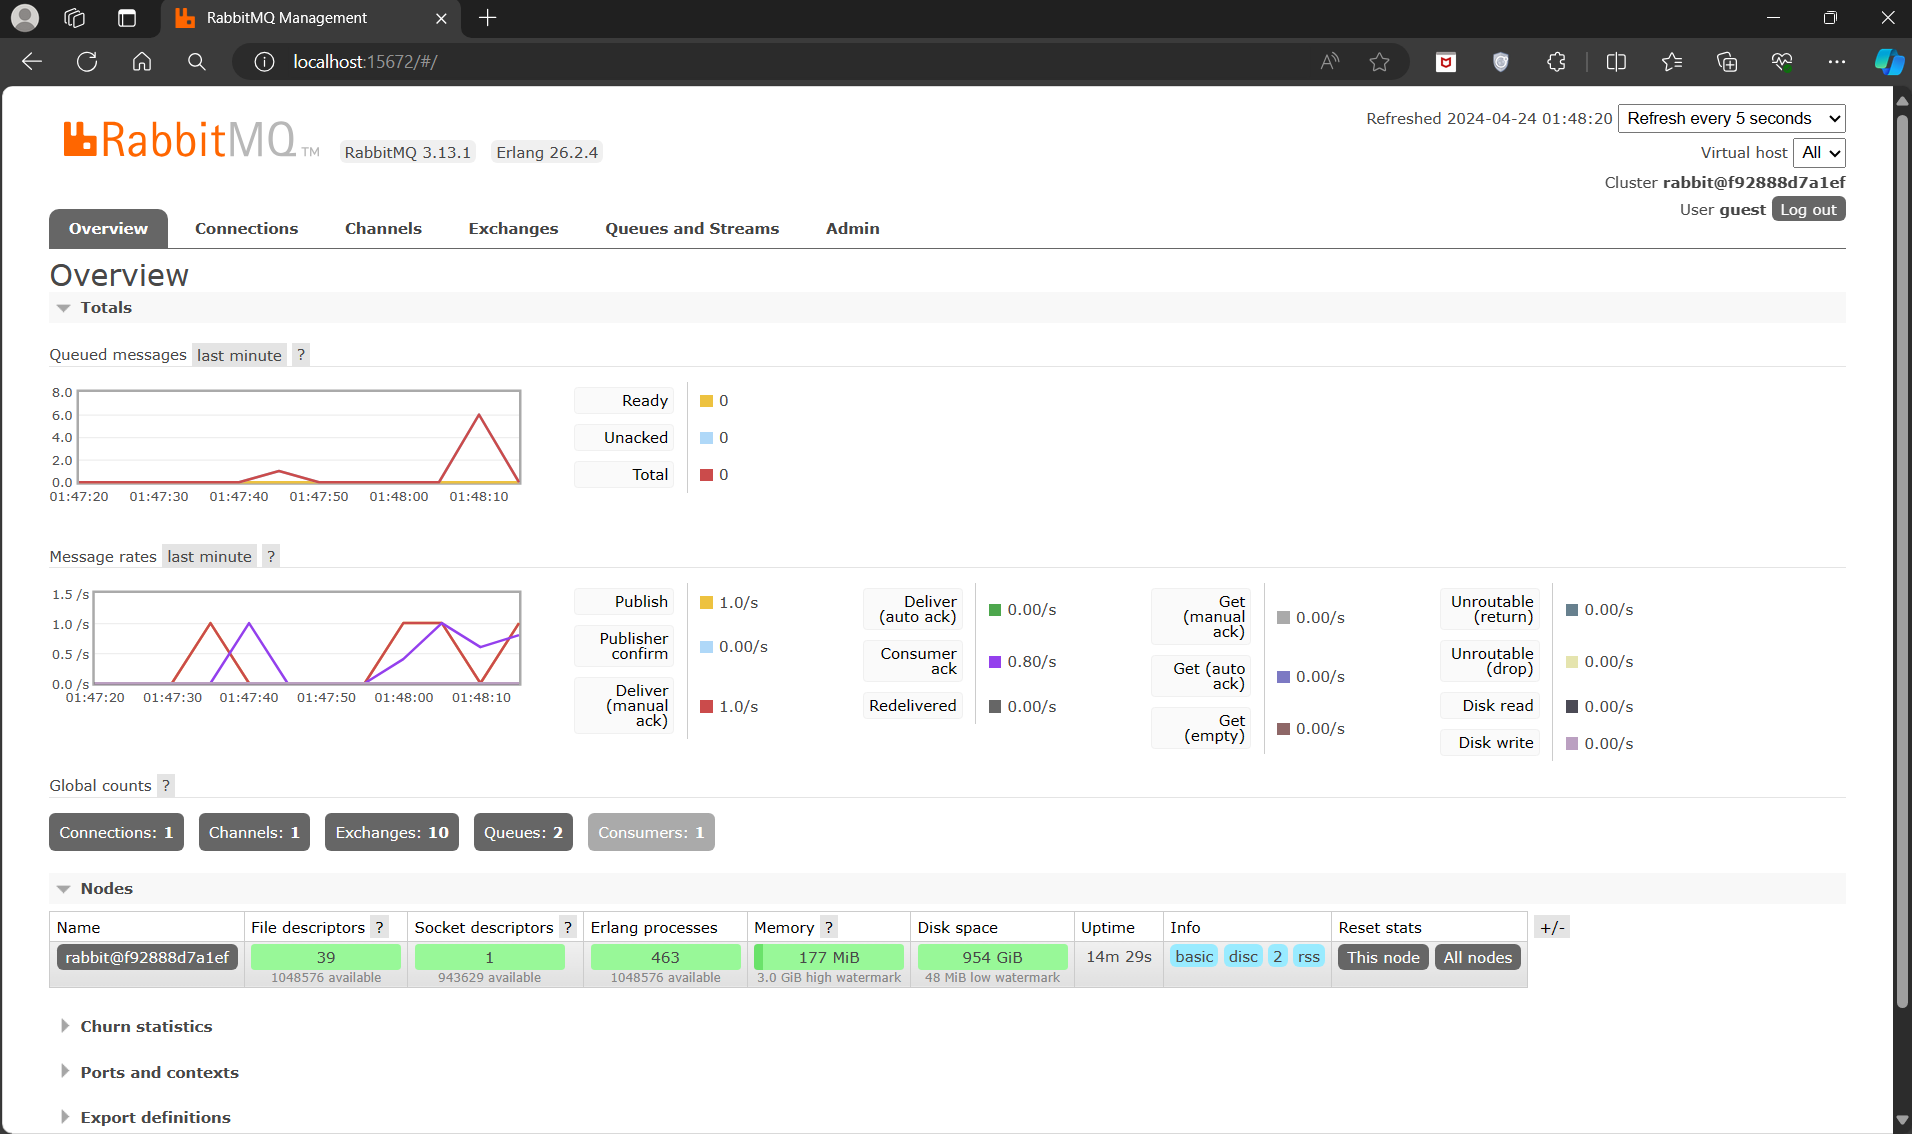 RabbitMQ Management
localhost:15672/#/
RabbitMQ TM
RabbitMQ 3.13.1 Erlang 26.2.4
Refreshed 2024-04-24 01:48:20 Refresh every 5 seconds
Virtual host All
Cluster rabbit@f92888d7a1ef
User guest Log out
Overview Connections Channels Exchanges Queues and Streams Admin
Overview
Totals
Queued messages last minute ?
8.0
6.0
4.0
2.0
0.0
01:47:20 01:47:30 01:47:40 01:47:50 01:48:00 01:48:10
Ready 0
Unacked 0
Total 0
Message rates last minute ?
1.5 /s
1.0 /s
0.5 /s
0.0 /s
01:47:20 01:47:30 01:47:40 01:47:50 01:48:00 01:48:10
Publish 1.0/s
Publisher
confirm 0.00/s
Deliver
(manual
ack) 1.0/s
Deliver
(auto ack) 0.00/s
Consumer
ack 0.80/s
Redelivered 0.00/s
Get
(manual
ack) 0.00/s
Get (auto
ack) 0.00/s
Get
(empty) 0.00/s
Unroutable
(return) 0.00/s
Unroutable
(drop) 0.00/s
Disk read 0.00/s
Disk write 0.00/s
Global counts ?
Connections: 1 Channels: 1 Exchanges: 10 Queues: 2 Consumers: 1
Nodes
Name File descriptors ? Socket descriptors ? Erlang processes Memory ? Disk space Uptime Info Reset stats +/-
rabbit@f92888d7a1ef 39 1 463 177 MiB 954 GiB 14m 29s basic disc 2 rss This node All nodes
1048576 available 943629 available 1048576 available 3.0 GiB high watermark 48 MiB low watermark
Churn statistics
Ports and contexts
Export definitions